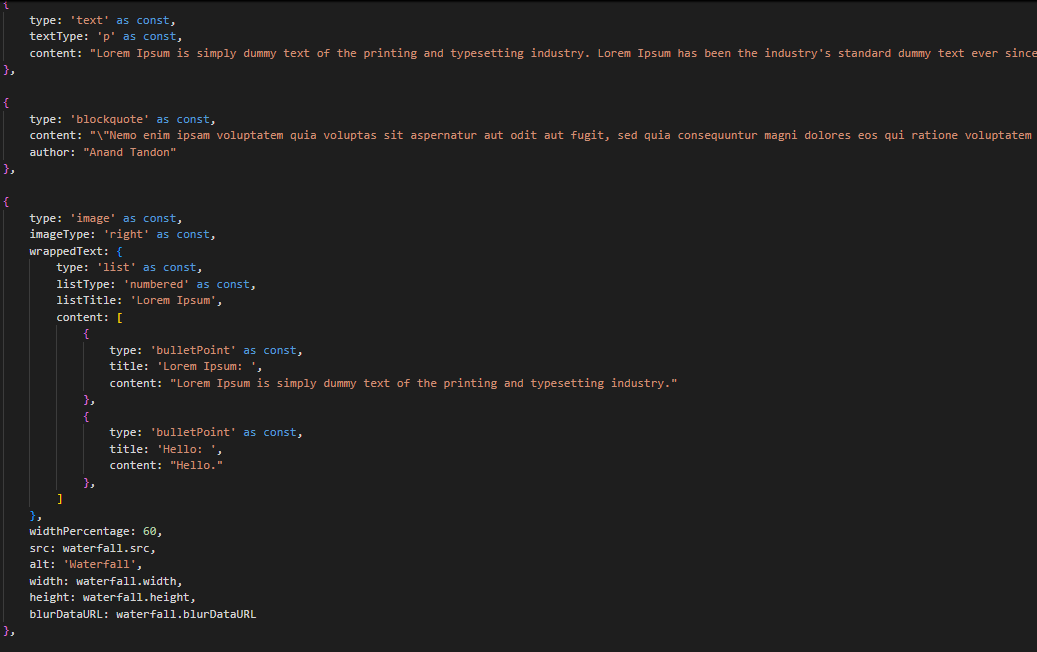 {
    type: 'text' as const,
    textType: 'p' as const,
    content: "Lorem Ipsum is simply dummy text of the printing and typesetting industry. Lorem Ipsum has been the industry's standard dummy text ever since
},

{
    type: 'blockquote' as const,
    content: "\"Nemo enim ipsam voluptatem quia voluptas sit aspernatur aut odit aut fugit, sed quia consequuntur magni dolores eos qui ratione voluptatem
    author: "Anand Tandon"
},

{
    type: 'image' as const,
    imageType: 'right' as const,
    wrappedText: {
        type: 'list' as const,
        listType: 'numbered' as const,
        listTitle: 'Lorem Ipsum',
        content: [
            {
                type: 'bulletPoint' as const,
                title: 'Lorem Ipsum: ',
                content: "Lorem Ipsum is simply dummy text of the printing and typesetting industry."
            },
            {
                type: 'bulletPoint' as const,
                title: 'Hello: ',
                content: "Hello."
            },
        ]
    },
    widthPercentage: 60,
    src: waterfall.src,
    alt: 'Waterfall',
    width: waterfall.width,
    height: waterfall.height,
    blurDataURL: waterfall.blurDataURL
},